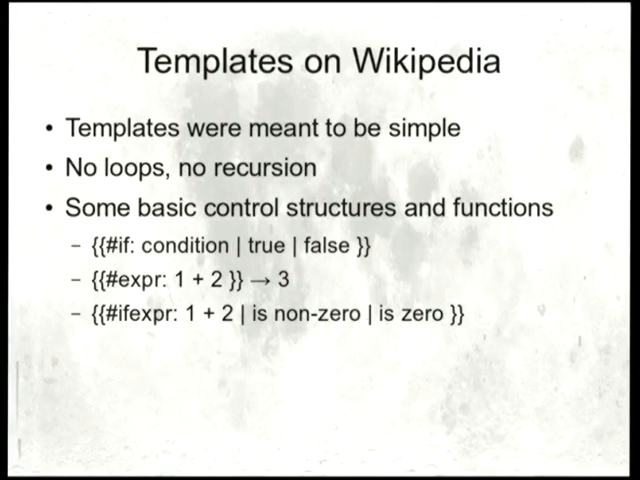 Templates on Wikipedia
• Templates were meant to be simple
• No loops, no recursion
• Some basic control structures and functions
– {{#if: condition | true | false }}
– {{#expr: 1 + 2 }} → 3
– {{#ifexpr: 1 + 2 | is non-zero | is zero }}